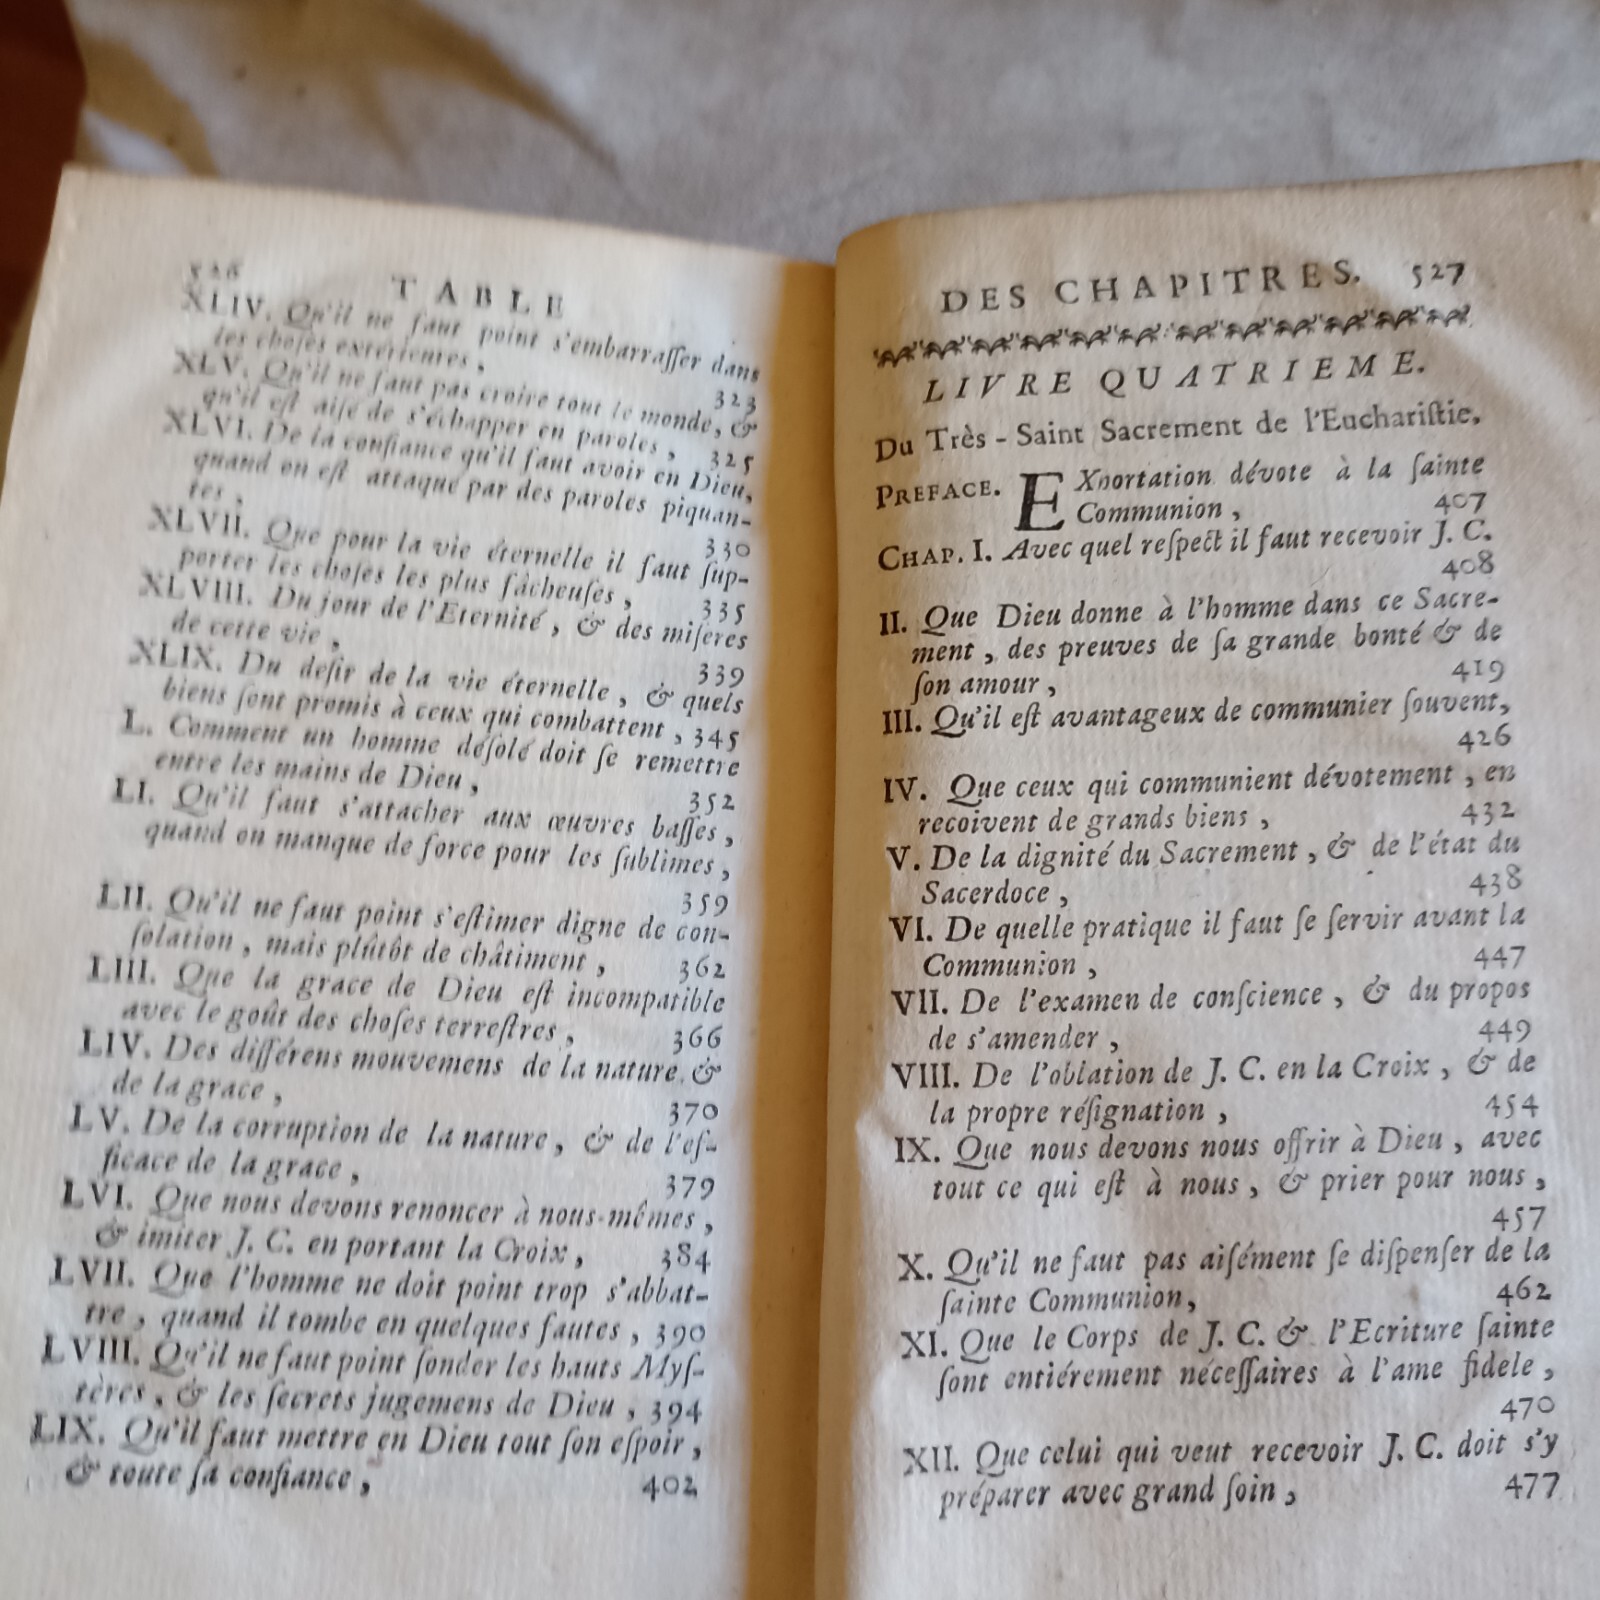 526 TABLE
XLIV. Qu'il ne faut point s'embarraſſer dans
les choſes extérieures, 323
XLV. Qu'il ne faut pas croire tout le monde, &
qu'il eſt aiſé de s'échapper en paroles, 325
XLVI. De la confiance qu'il faut avoir en Dieu,
quand on eſt attaqué par des paroles piquan-
tes, 330
XLVII. Que pour la vie éternelle il faut ſup-
porter les choſes les plus fâcheuſes, 335
XLVIII. Du jour de l'Eternité, & des miſeres
de cette vie, 339
XLIX. Du deſir de la vie éternelle, & quels
biens ſont promis à ceux qui combattent, 345
L. Comment un homme déſolé doit ſe remettre
entre les mains de Dieu, 352
LI. Qu'il faut s'attacher aux œuvres baſſes,
quand on manque de force pour les ſublimes,
359
LII. Qu'il ne faut point s'eſtimer digne de con-
ſolation, mais plûtôt de châtiment, 362
LIII. Que la grace de Dieu eſt incompatible
avec le goût des choſes terreſtres, 366
LIV. Des différens mouvemens de la nature, &
de la grace, 370
LV. De la corruption de la nature, & de l'ef-
ficace de la grace, 379
LVI. Que nous devons renoncer à nous-mêmes,
& imiter J. C. en portant la Croix, 384
LVII. Que l'homme ne doit point trop s'abbat-
tre, quand il tombe en quelques fautes, 390
LVIII. Qu'il ne faut point ſonder les hauts Myſ-
tères, & les ſecrets jugemens de Dieu, 394
LIX. Qu'il faut mettre en Dieu tout ſon eſpoir,
& toute ſa confiance, 402
DES CHAPITRES. 527
LIVRE QUATRIEME.
Du Très-Saint Sacrement de l'Euchariſtie.
PREFACE. EXhortation dévote à la ſainte
Communion, 407
CHAP. I. Avec quel reſpect il faut recevoir J. C.
408
II. Que Dieu donne à l'homme dans ce Sacre-
ment, des preuves de ſa grande bonté & de
ſon amour, 419
III. Qu'il eſt avantageux de communier ſouvent,
426
IV. Que ceux qui communient dévotement, en
recoivent de grands biens, 432
V. De la dignité du Sacrement, & de l'état du
Sacerdoce, 438
VI. De quelle pratique il faut ſe ſervir avant la
Communion, 447
VII. De l'examen de conſcience, & du propos
de s'amender, 449
VIII. De l'oblation de J. C. en la Croix, & de
la propre réſignation, 454
IX. Que nous devons nous offrir à Dieu, avec
tout ce qui eſt à nous, & prier pour nous,
457
X. Qu'il ne faut pas aiſément ſe diſpenſer de la
ſainte Communion, 462
XI. Que le Corps de J. C. & l'Ecriture ſainte
ſont entiérement néceſſaires à l'ame fidele,
470
XII. Que celui qui veut recevoir J. C. doit s'y
préparer avec grand ſoin, 477